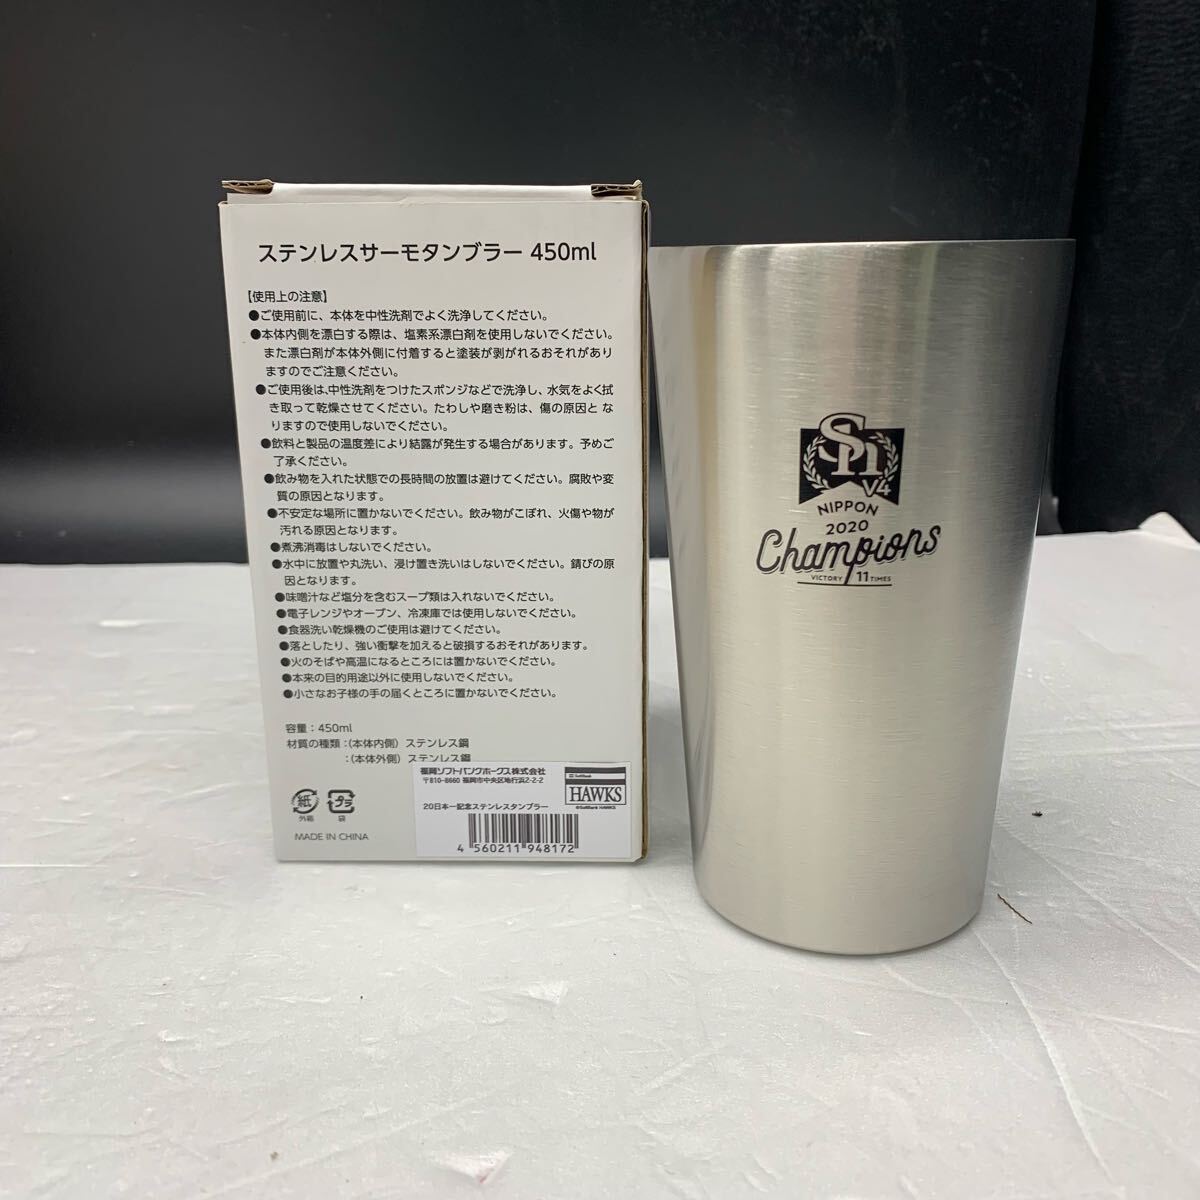 ステンレスサーモタンブラー 450ml
【使用上の注意】
●ご使用前に、本体を中性洗剤でよく洗浄してください。
●本体内側を漂白する際は、塩素系漂白剤を使用しないでください。
また漂白剤が本体外側に付着すると塗装が剥がれるおそれがあり
ますのでご注意ください。
●ご使用後は、中性洗剤をつけたスポンジなどで洗浄し、水気をよく拭
き取って乾燥させてください。たわしや磨き粉は、傷の原因と な
りますので使用しないでください。
●飲料と製品の温度差により結露が発生する場合があります。予めご
了承ください。
●飲み物を入れた状態での長時間の放置は避けてください。腐敗や変
質の原因となります。
●不安定な場所に置かないでください。飲み物がこぼれ、火傷や物が
汚れる原因となります。
●煮沸消毒はしないでください。
●水中に放置や丸洗い、浸け置き洗いはしないでください。錆びの原
因となります。
●味噌汁など塩分を含むスープ類は入れないでください。
●電子レンジやオーブン、冷凍庫では使用しないでください。
●食器洗い乾燥機のご使用は避けてください。
●落としたり、強い衝撃を加えると破損するおそれがあります。
●火のそばや高温になるところには置かないでください。
●本来の目的用途以外に使用しないでください。
●小さなお子様の手の届くところに置かないでください。
容量：450ml
材質の種類：（本体内側） ステンレス鋼
：（本体外側） ステンレス鋼
紙
外箱
プラ
袋
MADE IN CHINA
福岡ソフトバンクホークス株式会社
〒810-8660 福岡市中央区地行浜2-2-2
SoftBank
HAWKS
©SoftBank HAWKS
20日本一記念ステンレスタンブラー
4 560211 948172
Sh
V4
NIPPON
2020
Champions
VICTORY 11 TIMES